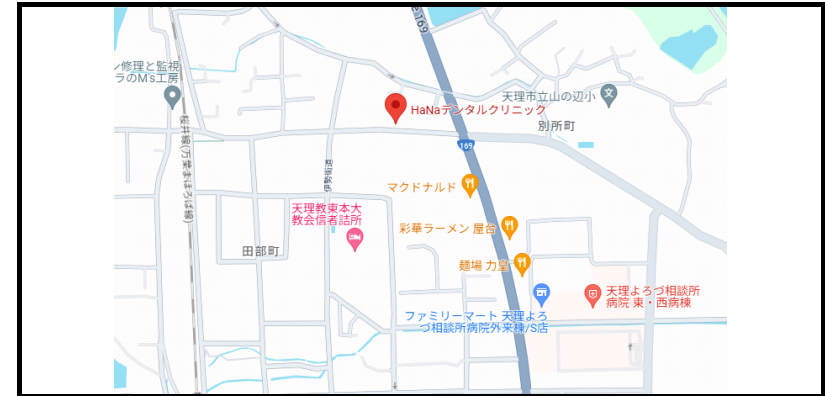 169
ン修理と監視
ラのM's工房
天理市立山の辺小
HaNaデンタルクリニック
別所町
桜井線(万葉まほろば線)
169
伊勢街道
マクドナルド
天理教東本大
教会信者詰所
彩華ラーメン 屋台
田部町
麺場 力皇
天理よろづ相談所
病院 東・西病棟
ファミリーマート 天理よろ
づ相談所病院外来棟/S店